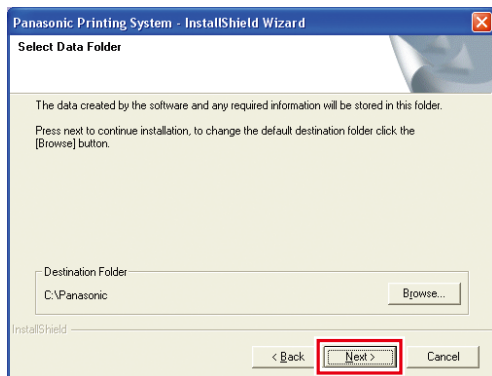 Panasonic Printing System - InstallShield Wizard
Select Data Folder
The data created by the software and any required information will be stored in this folder.
Press next to continue installation, to change the default destination folder click the
[Browse] button.
Destination Folder
C:\Panasonic
Browse...
InstallShield
< Back
Next >
Cancel